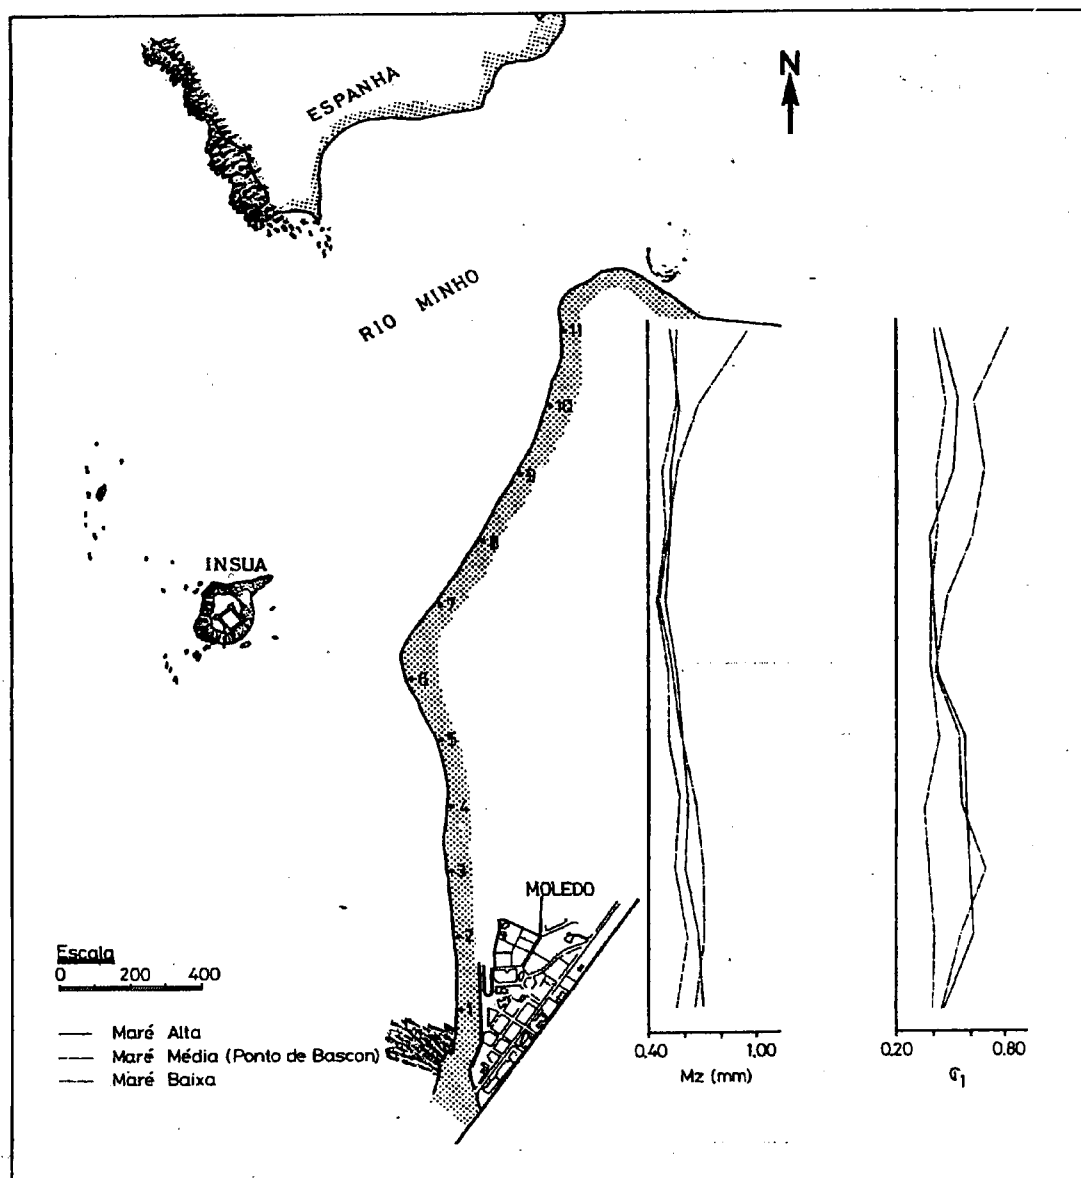 N
ESPANHA
RIO MINHO
11
10
9
8
INSUA
7
6
5
4
3
MOLEDO
2
Escala
0 200 400
1
Maré Alta
Maré Média (Ponto de Bascon)
Maré Baixa
0.40 1.00
Mz (mm)
0.20 0.80
σ1